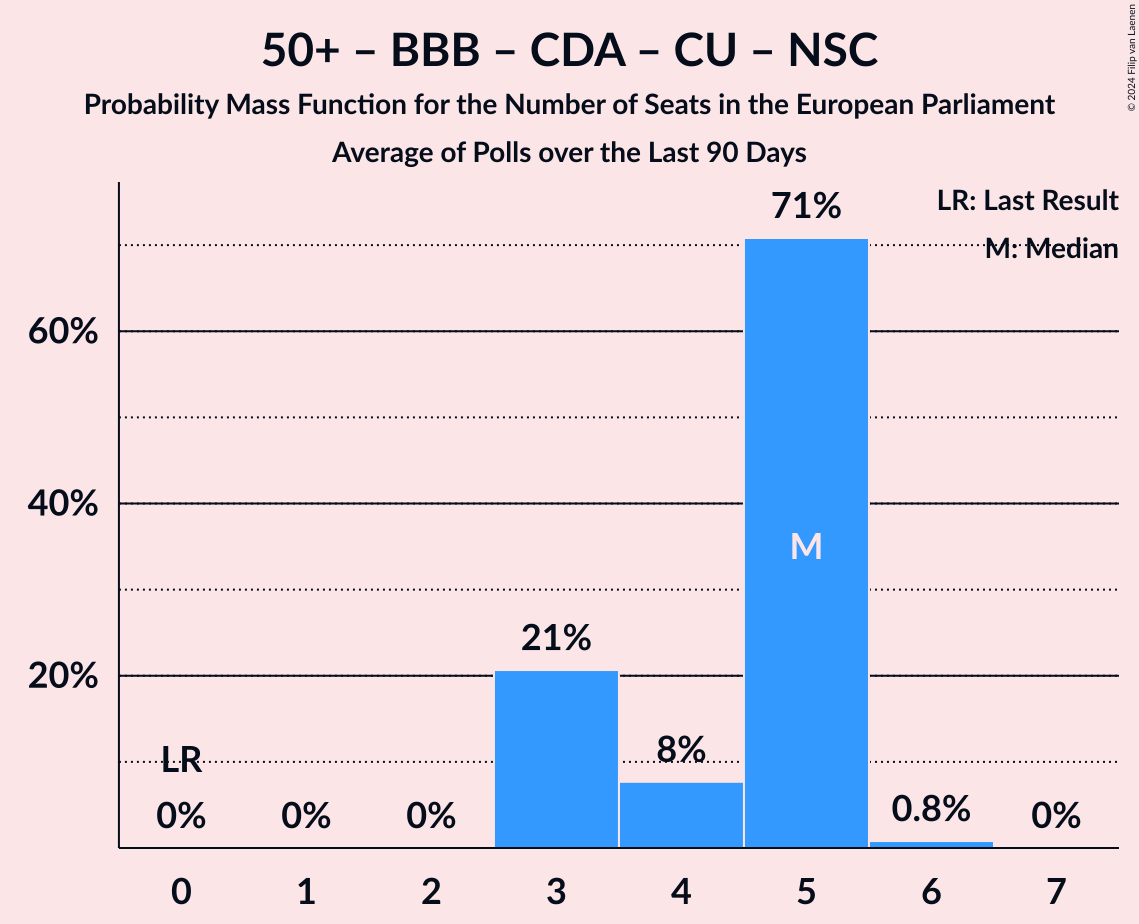 50+ – BBB – CDA – CU – NSC
Probability Mass Function for the Number of Seats in the European Parliament
Average of Polls over the Last 90 Days
© 2024 Filip van Laenen
LR: Last Result
M: Median
71%
60%
40%
M
21%
20%
LR
8%
0%
0%
0%
0.8%
0%
0
1
2
3
4
5
6
7